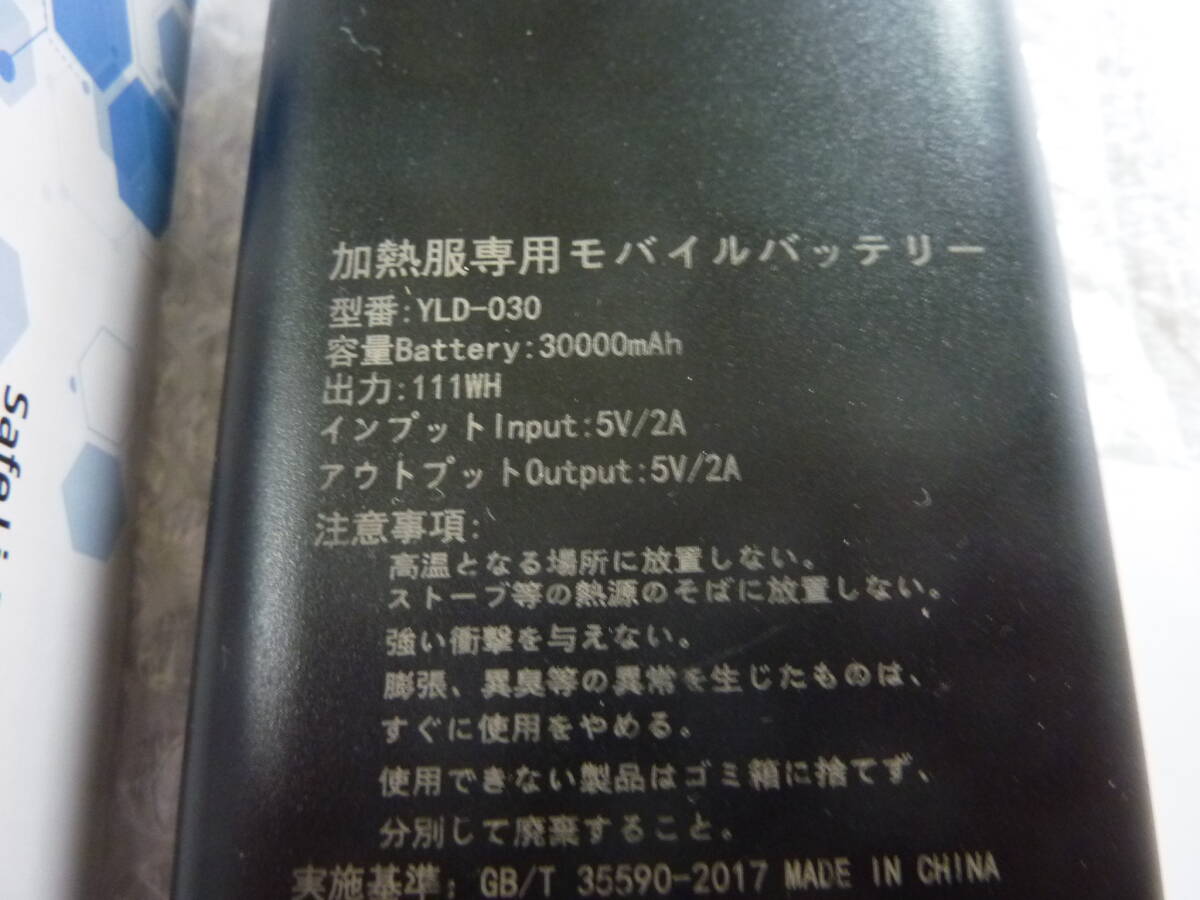 加熱服専用モバイルバッテリー
型番:YLD-030
容量Battery:30000mAh
出力:111WH
インプットInput:5V/2A
アウトプットOutput:5V/2A
注意事項:
高温となる場所に放置しない。
ストーブ等の熱源のそばに放置しない。
強い衝撃を与えない。
膨張、異臭等の異常を生じたものは、
すぐに使用をやめる。
使用できない製品はゴミ箱に捨てず、
分別して廃棄すること。
実施基準: GB/T 35590-2017 MADE IN CHINA